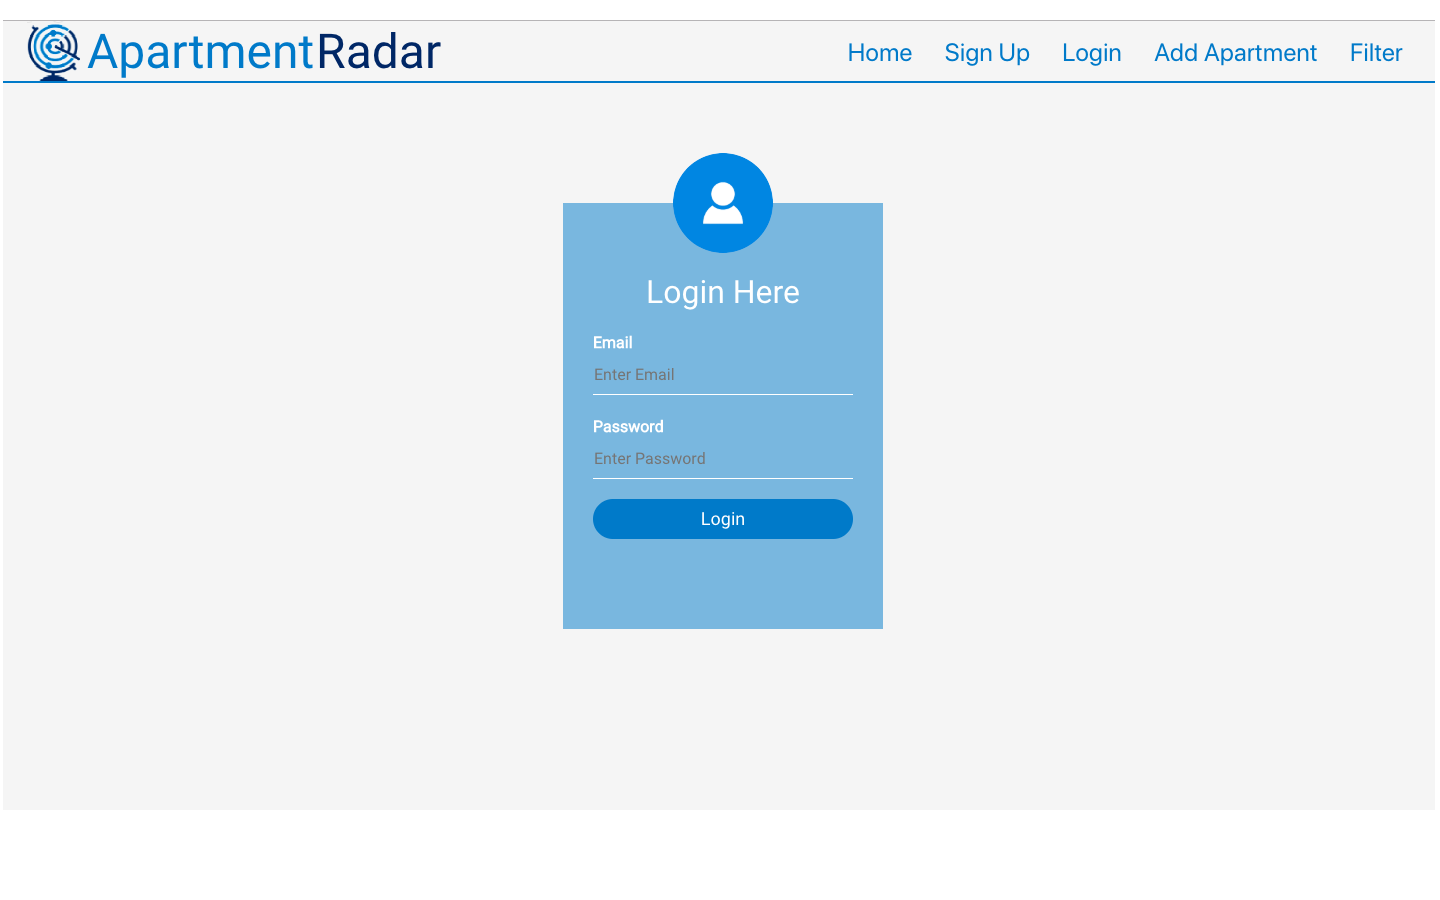 ApartmentRadar
Home Sign Up Login Add Apartment Filter
Login Here
Email
Enter Email
Password
Enter Password
Login